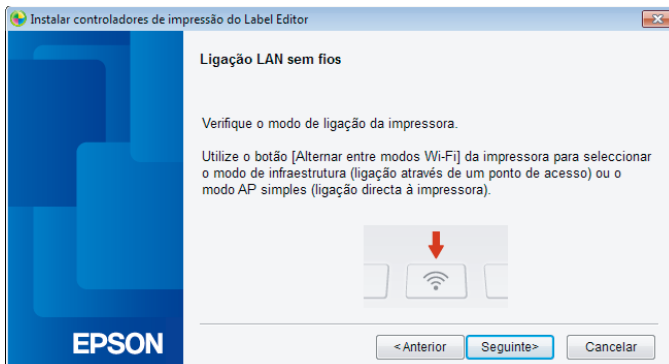 Instalar controladores de impressão do Label Editor
Ligação LAN sem fios
Verifique o modo de ligação da impressora.
Utilize o botão [Alternar entre modos Wi-Fi] da impressora para seleccionar
o modo de infraestrutura (ligação através de um ponto de acesso) ou o
modo AP simples (ligação directa à impressora).
EPSON
<Anterior
Seguinte>
Cancelar